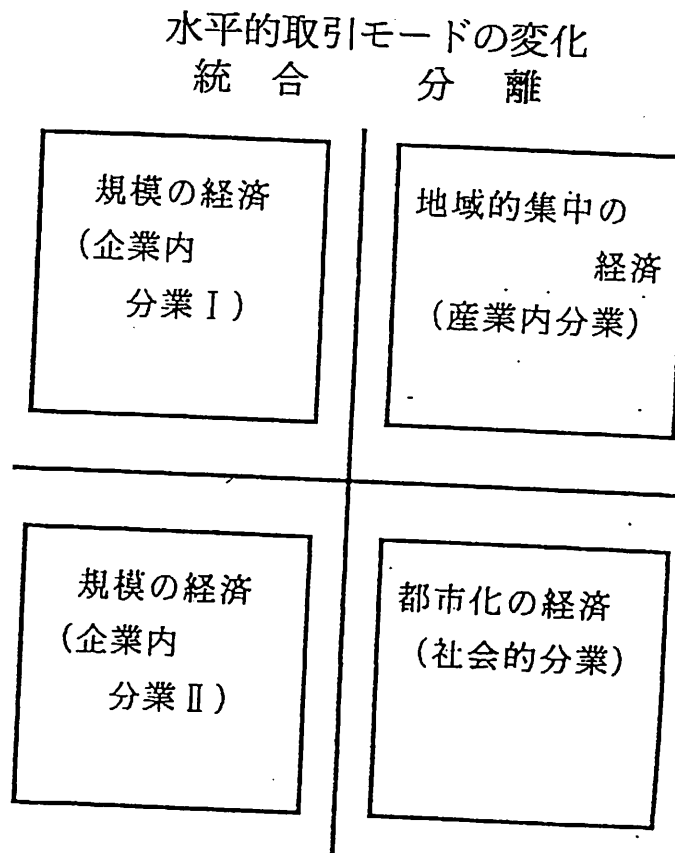 水平的取引モードの変化
統合 分離
規模の経済
(企業内
分業Ⅰ)
地域的集中の
経済
(産業内分業)
規模の経済
(企業内
分業Ⅱ)
都市化の経済
(社会的分業)